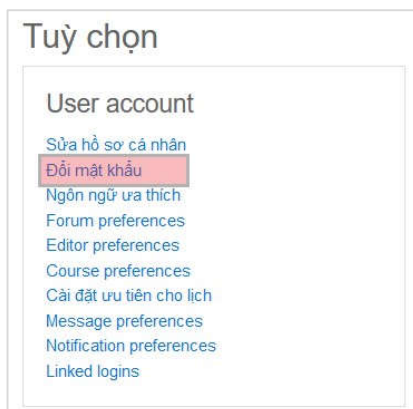 Tuỳ chọn
User account
Sửa hồ sơ cá nhân
Đổi mật khẩu
Ngôn ngữ ưa thích
Forum preferences
Editor preferences
Course preferences
Cài đặt ưu tiên cho lịch
Message preferences
Notification preferences
Linked logins